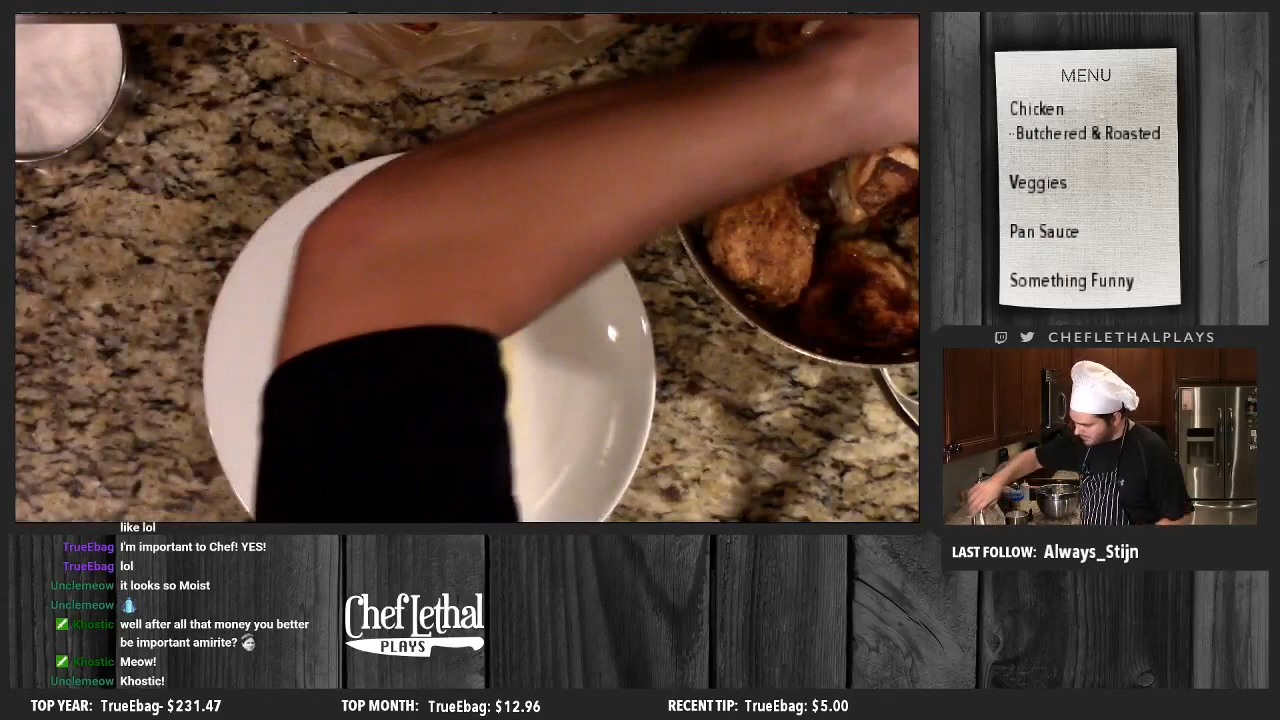 MENU
Chicken
-Butchered & Roasted
Veggies
Pan Sauce
Something Funny
CHEFLETHALPLAYS
LAST FOLLOW: Always_Stijn
like lol
TrueEbag I'm important to Chef! YES!
TrueEbag lol
Unclemeow it looks so Moist
Unclemeow
Khostic well after all that money you better
be important amirite?
Khostic Meow!
Unclemeow Khostic!
Chef Lethal
PLAYS
TOP YEAR: TrueEbag- $231.47
TOP MONTH: TrueEbag: $12.96
RECENT TIP: TrueEbag: $5.00